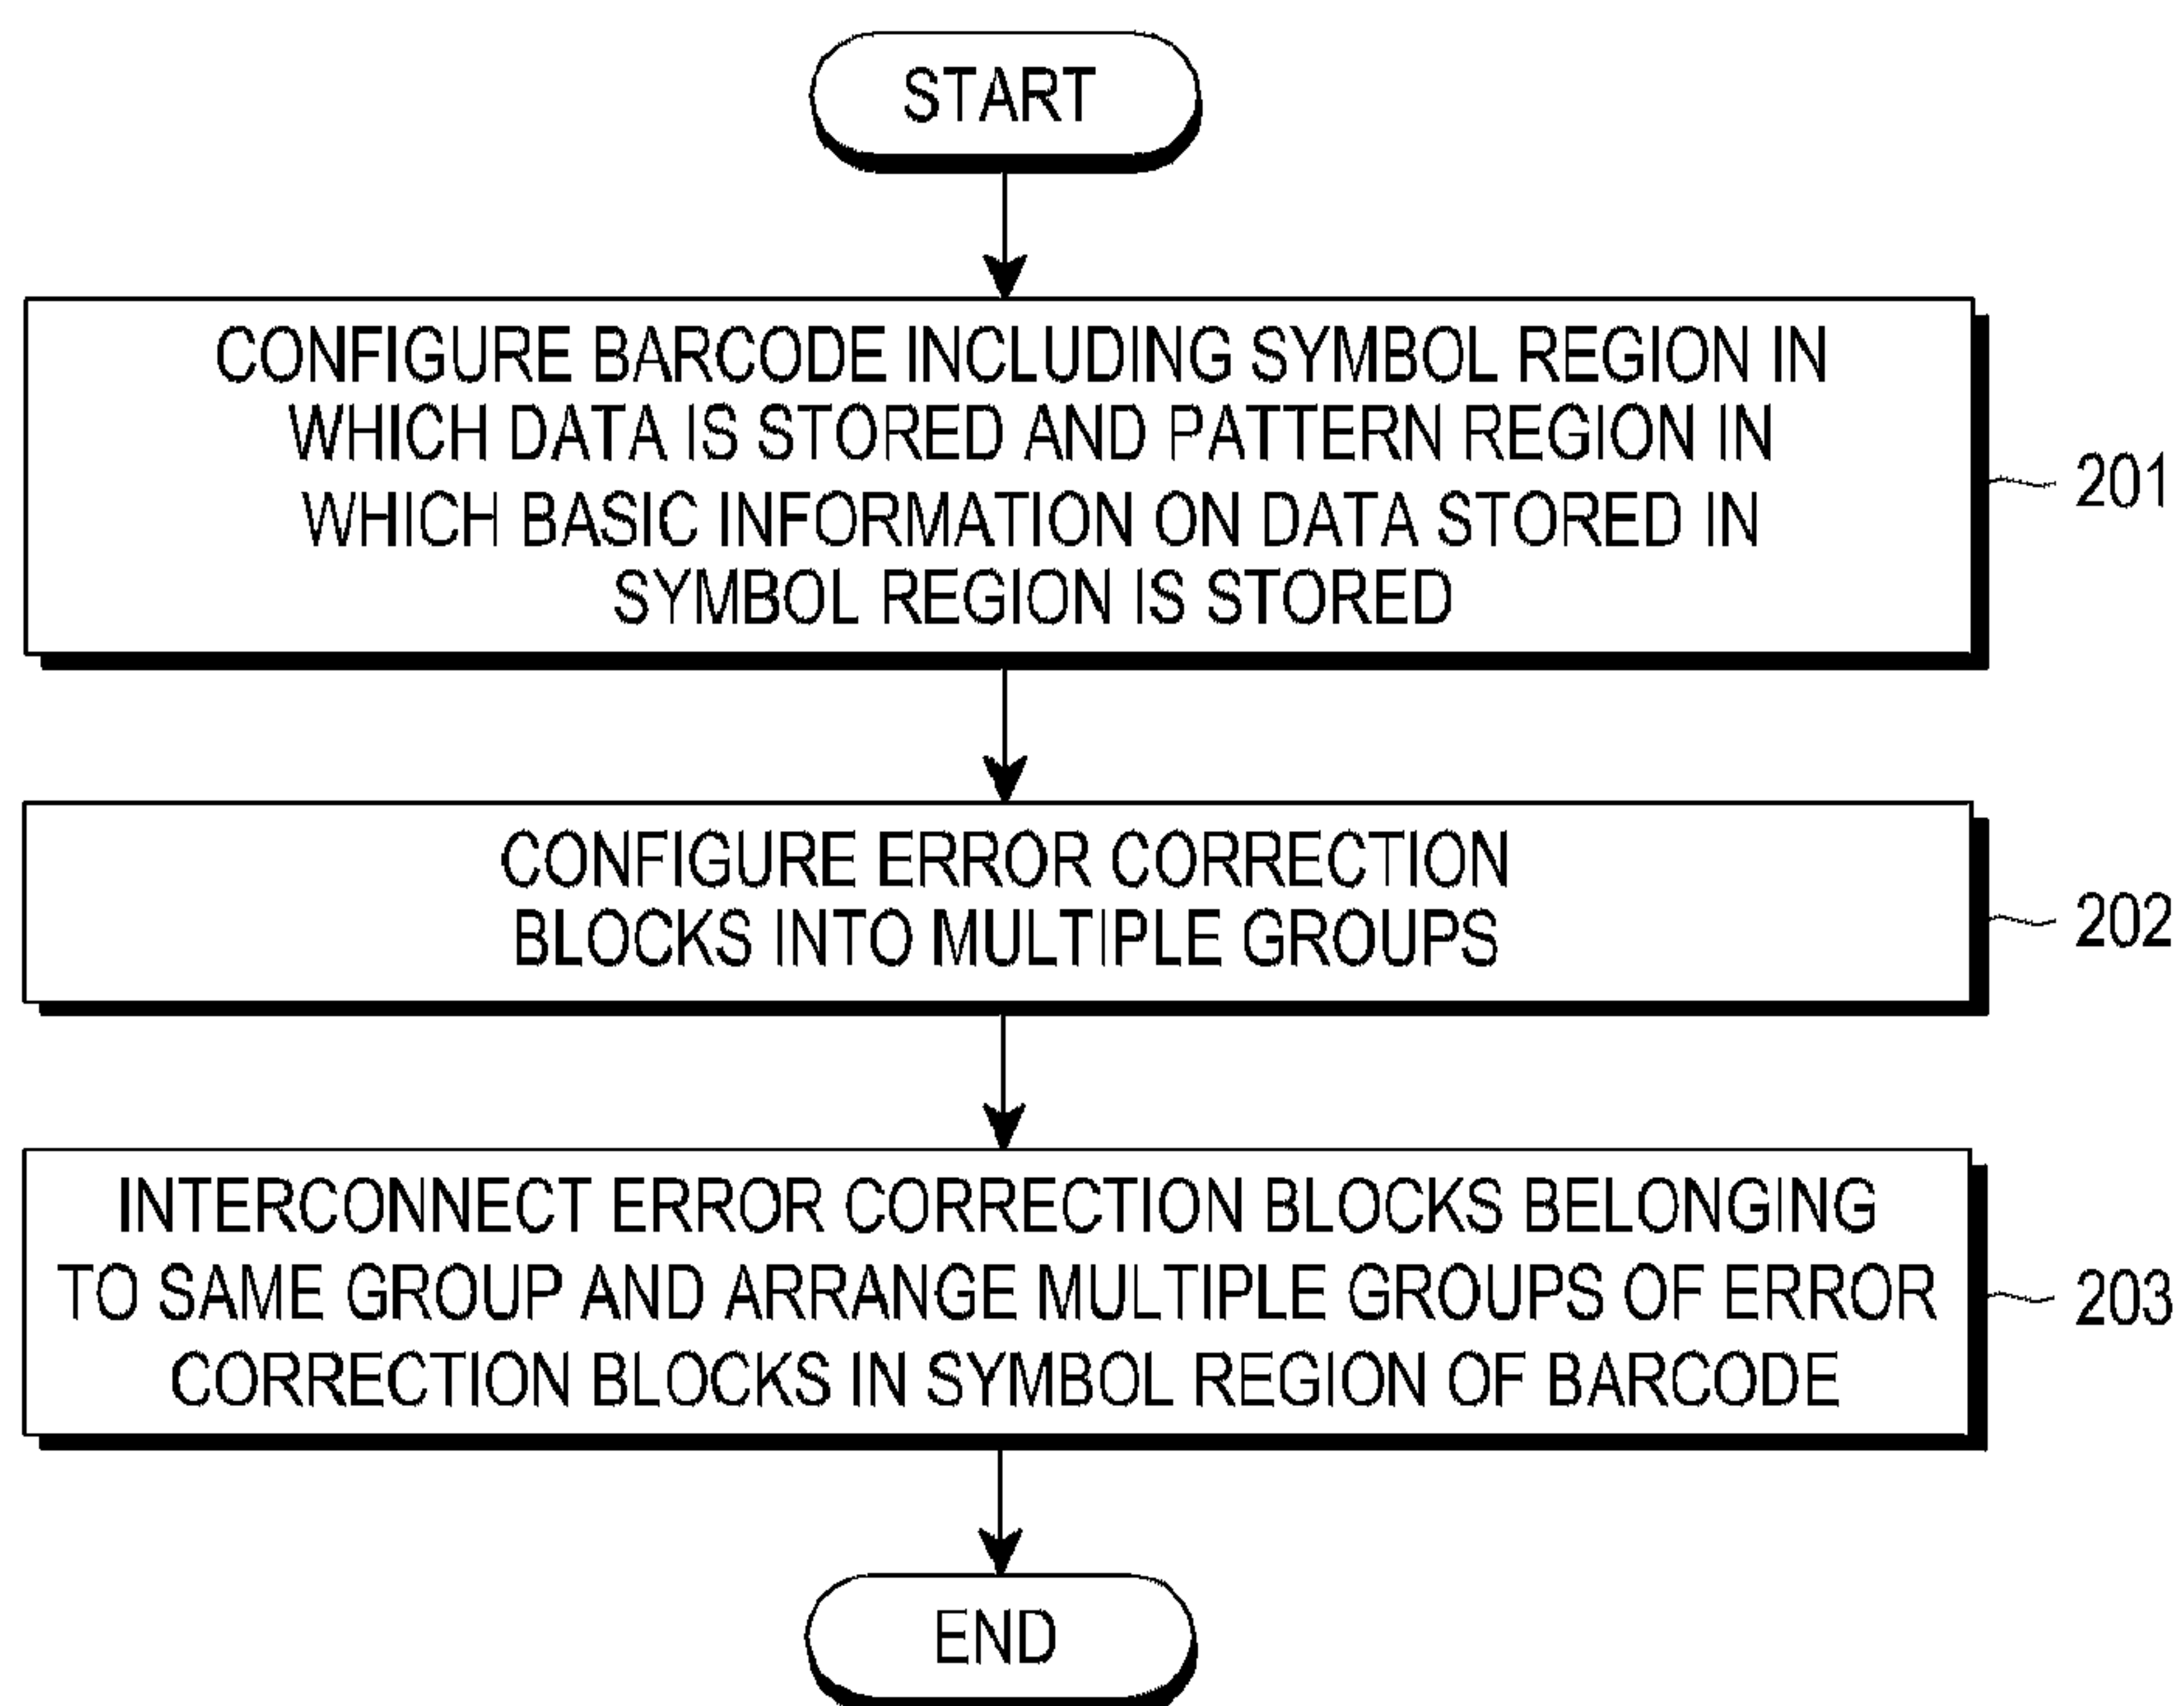 START
CONFIGURE BARCODE INCLUDING SYMBOL REGION IN
WHICH DATA IS STORED AND PATTERN REGION IN
WHICH BASIC INFORMATION ON DATA STORED IN
SYMBOL REGION IS STORED
201
CONFIGURE ERROR CORRECTION
BLOCKS INTO MULTIPLE GROUPS
202
INTERCONNECT ERROR CORRECTION BLOCKS BELONGING
TO SAME GROUP AND ARRANGE MULTIPLE GROUPS OF ERROR
CORRECTION BLOCKS IN SYMBOL REGION OF BARCODE
203
END